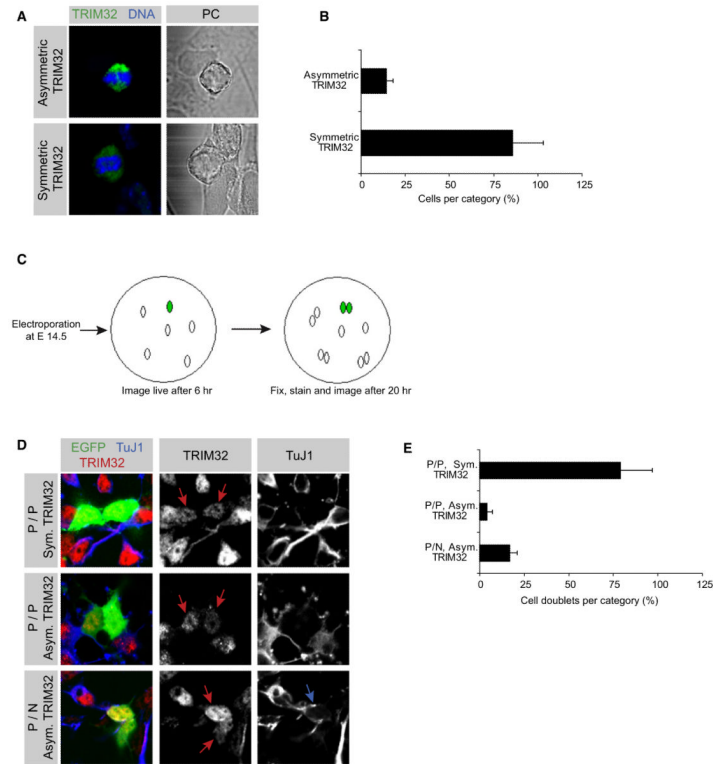 A
TRIM32 DNA
PC
Asymmetric
TRIM32
Symmetric
TRIM32
B
Asymmetric
TRIM32
Symmetric
TRIM32
0 25 50 75 100 125
Cells per category (%)
C
Electroporation
at E 14.5
Image live after 6 hr
Fix, stain and image after 20 hr
D
EGFP TuJ1
TRIM32
TRIM32
TuJ1
P / P
Sym. TRIM32
P / P
Asym. TRIM32
P / N
Asym. TRIM32
E
P/P, Sym.
TRIM32
P/P, Asym.
TRIM32
P/N, Asym.
TRIM32
0 25 50 75 100 125
Cell doublets per category (%)